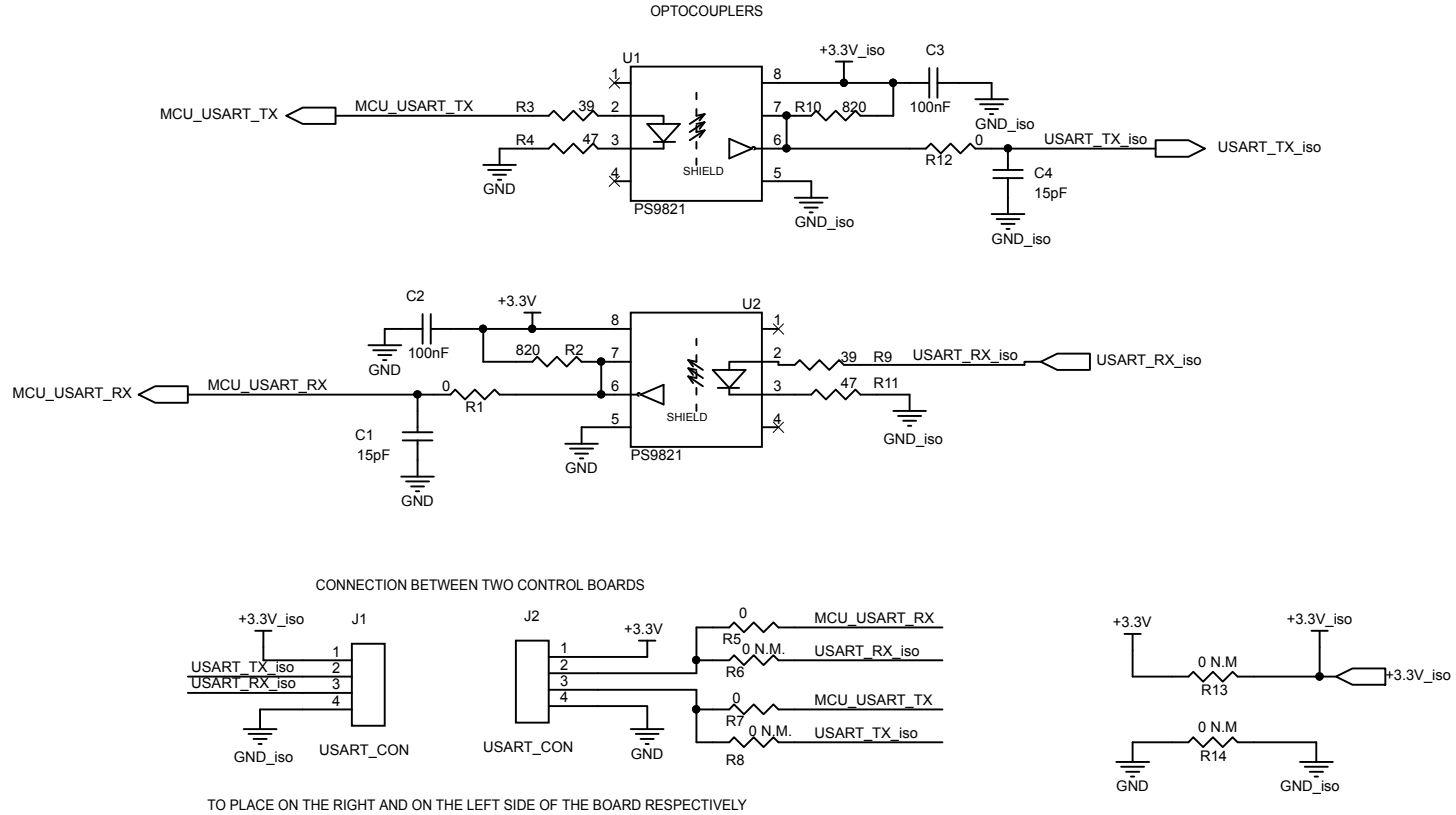 OPTOCOUPLERS
U1
+3.3V_iso
C3
1
8
MCU_USART_TX
MCU_USART_TX
R3
39
2
7
R10
820
100nF
GND_iso
R4
47
3
6
R12
0
USART_TX_iso
USART_TX_iso
GND
SHIELD
4
5
C4
15pF
PS9821
GND_iso
GND_iso
C2
+3.3V
U2
8
1
100nF
820
R2
7
2
39
R9
USART_RX_iso
USART_RX_iso
GND
MCU_USART_RX
MCU_USART_RX
0
R1
6
3
47
R11
SHIELD
5
4
GND_iso
C1
15pF
GND
PS9821
GND
CONNECTION BETWEEN TWO CONTROL BOARDS
+3.3V_iso
J1
1
USART_TX_iso
2
USART_RX_iso
3
4
GND_iso
USART_CON
J2
+3.3V
1
2
3
4
USART_CON
GND
0
MCU_USART_RX
R5
0 N.M.
USART_RX_iso
R6
0
MCU_USART_TX
R7
0 N.M.
USART_TX_iso
R8
+3.3V
+3.3V_iso
0 N.M
R13
+3.3V_iso
0 N.M
R14
GND
GND_iso
TO PLACE ON THE RIGHT AND ON THE LEFT SIDE OF THE BOARD RESPECTIVELY